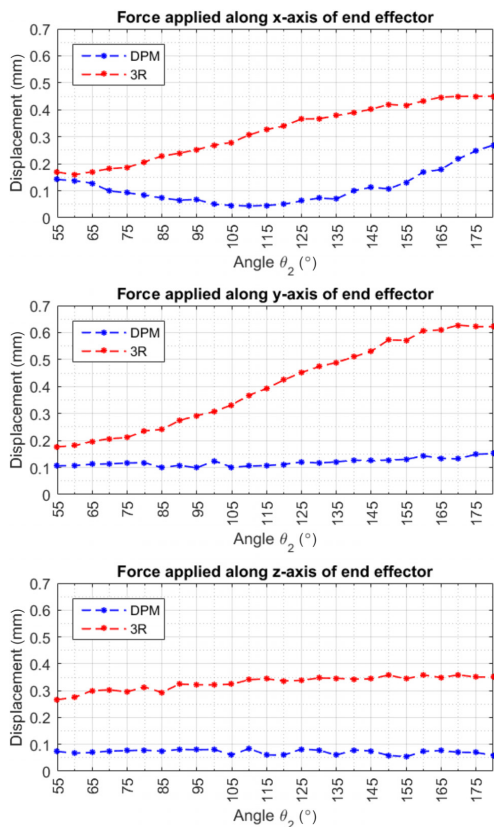 Force applied along x-axis of end effector
0.7
0.6
0.5
0.4
0.3
0.2
0.1
0
Displacement (mm)
DPM
3R
55 65 75 85 95 105 115 125 135 145 155 165 175
Angle θ2 (°)
Force applied along y-axis of end effector
0.7
0.6
0.5
0.4
0.3
0.2
0.1
0
Displacement (mm)
DPM
3R
55 65 75 85 95 105 115 125 135 145 155 165 175
Angle θ2 (°)
Force applied along z-axis of end effector
0.7
0.6
0.5
0.4
0.3
0.2
0.1
0
Displacement (mm)
DPM
3R
55 65 75 85 95 105 115 125 135 145 155 165 175
Angle θ2 (°)